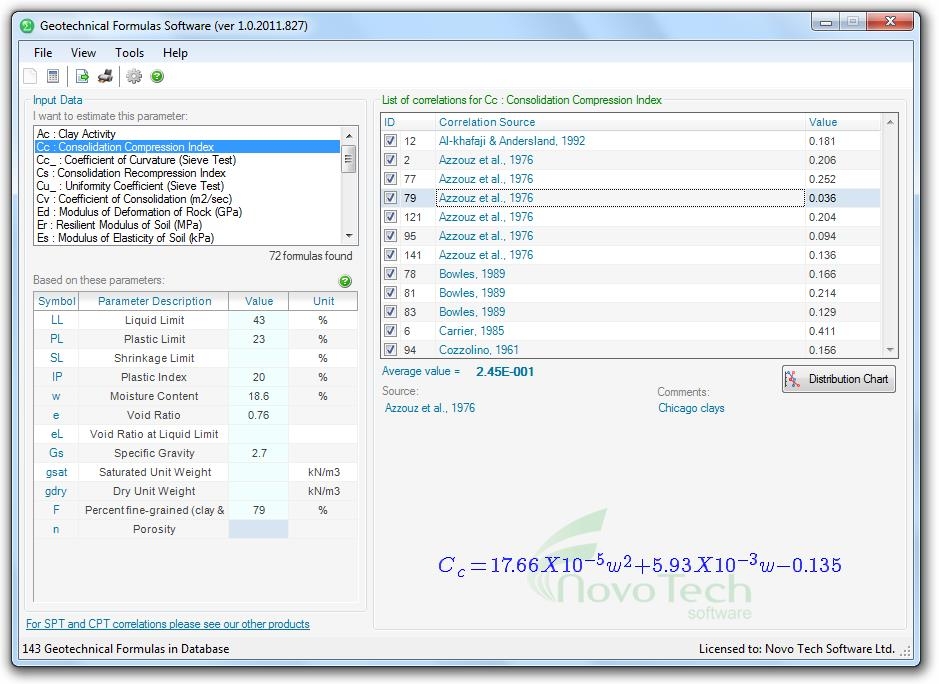 Geotechnical Formulas Software (ver 1.0.2011.827)
File View Tools Help
Input Data
I want to estimate this parameter:
Ac : Clay Activity
Cc : Consolidation Compression Index
Cc_ : Coefficient of Curvature (Sieve Test)
Cs : Consolidation Recompression Index
Cu_ : Uniformity Coefficient (Sieve Test)
Cv : Coefficient of Consolidation (m2/sec)
Ed : Modulus of Deformation of Rock (GPa)
Er : Resilient Modulus of Soil (MPa)
Es : Modulus of Elasticity of Soil (kPa)
72 formulas found
Based on these parameters:
Symbol Parameter Description Value Unit
LL Liquid Limit 43 %
PL Plastic Limit 23 %
SL Shrinkage Limit %
IP Plastic Index 20 %
w Moisture Content 18.6 %
e Void Ratio 0.76
eL Void Ratio at Liquid Limit
Gs Specific Gravity 2.7
gsat Saturated Unit Weight kN/m3
gdry Dry Unit Weight kN/m3
F Percent fine-grained (clay & 79 %
n Porosity
For SPT and CPT correlations please see our other products
List of correlations for Cc : Consolidation Compression Index
ID Correlation Source Value
12 Al-khafaji & Andersland, 1992 0.181
2 Azzouz et al., 1976 0.206
77 Azzouz et al., 1976 0.252
79 Azzouz et al., 1976 0.036
121 Azzouz et al., 1976 0.204
95 Azzouz et al., 1976 0.094
141 Azzouz et al., 1976 0.136
78 Bowles, 1989 0.166
81 Bowles, 1989 0.214
83 Bowles, 1989 0.129
6 Carrier, 1985 0.411
94 Cozzolino, 1961 0.156
Average value = 2.45E-001
Distribution Chart
Source:
Azzouz et al., 1976
Comments:
Chicago clays
C_c=17.66X10^-5w^2+5.93X10^-3w-0.135
NovoTech
software
143 Geotechnical Formulas in Database
Licensed to: Novo Tech Software Ltd.